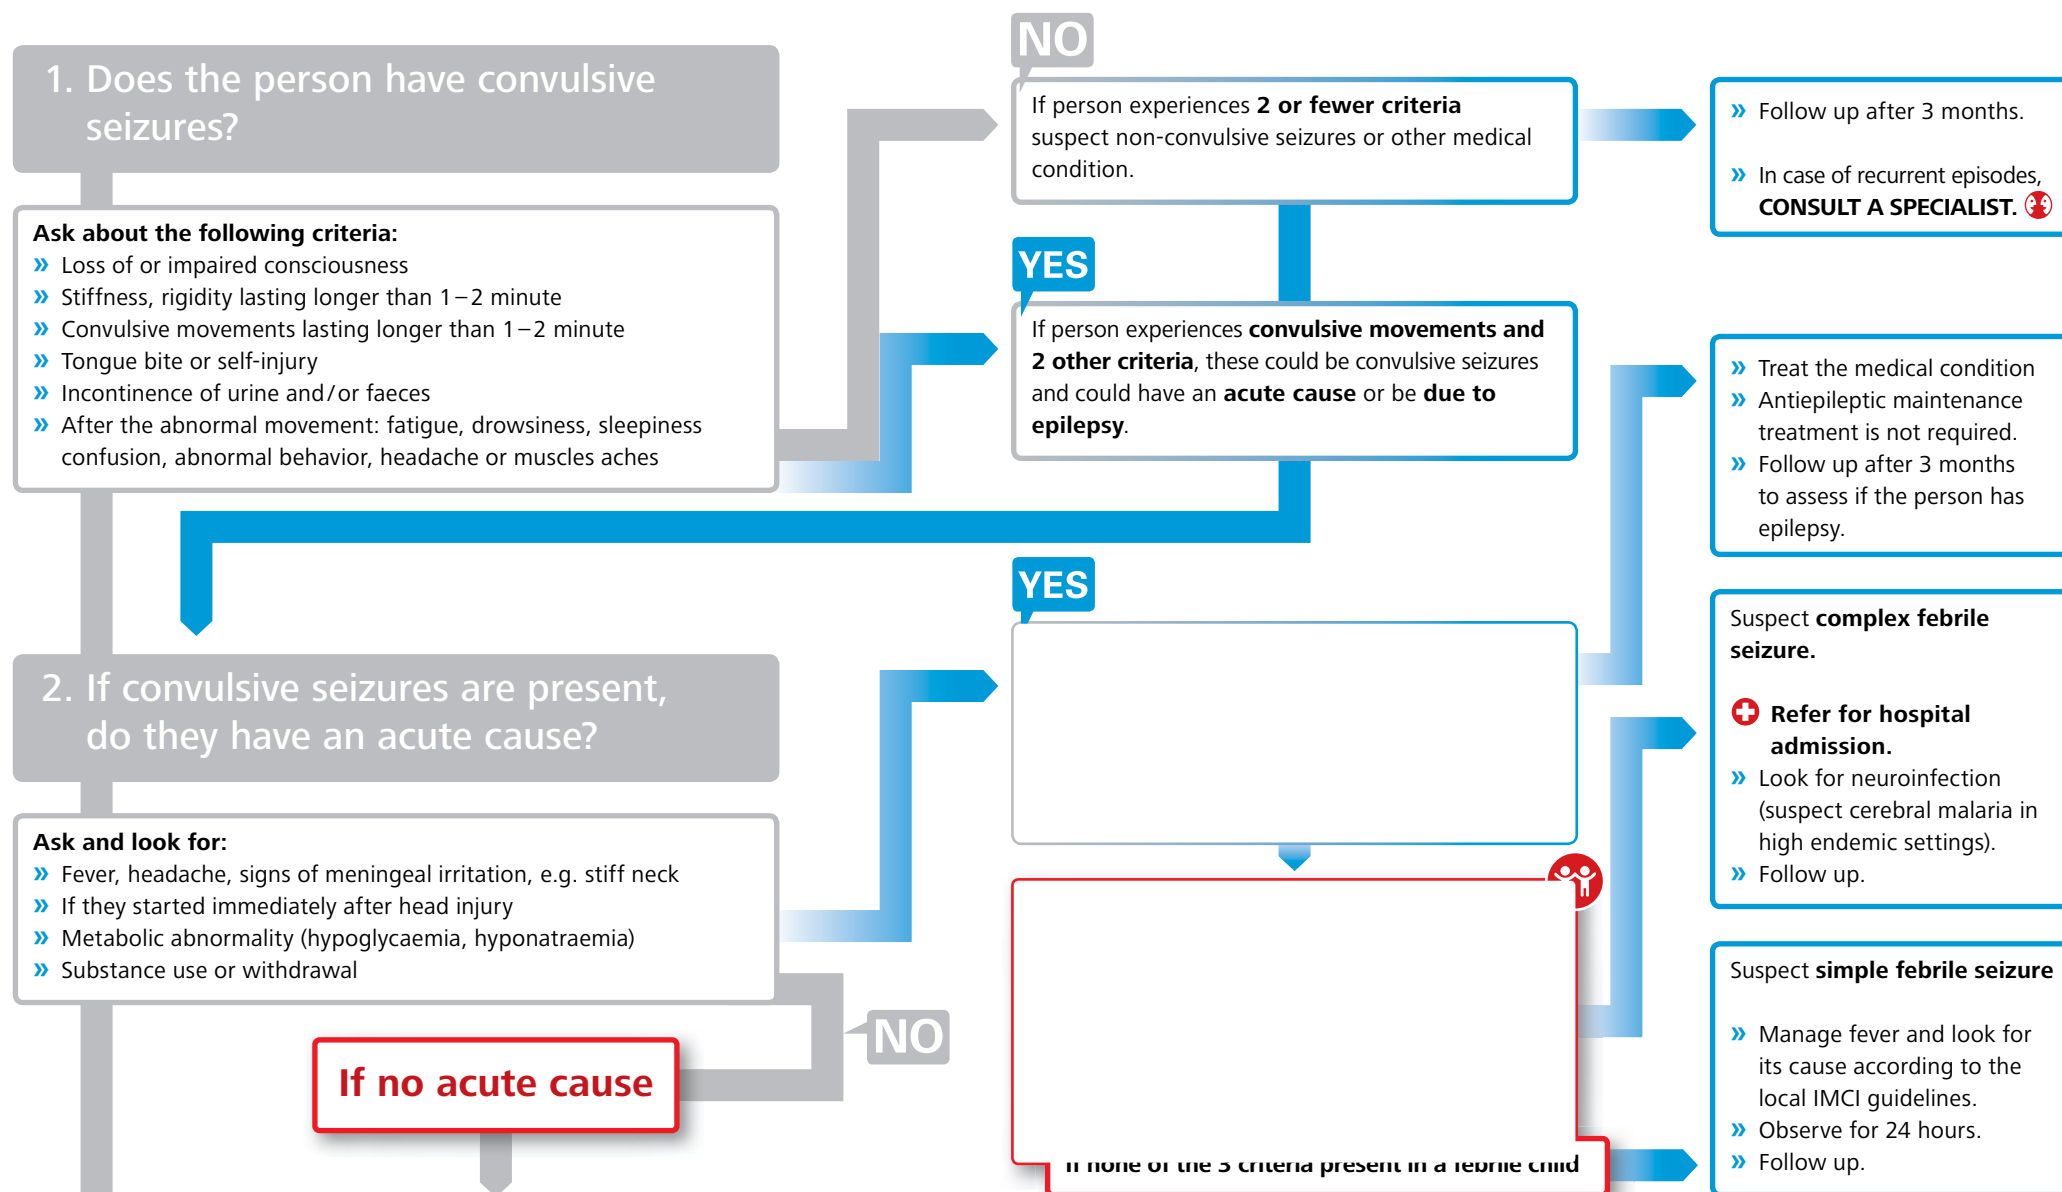 1. Does the person have convulsive
seizures?
Ask about the following criteria:
» Loss of or impaired consciousness
» Stiffness, rigidity lasting longer than 1–2 minute
» Convulsive movements lasting longer than 1–2 minute
» Tongue bite or self-injury
» Incontinence of urine and/or faeces
» After the abnormal movement: fatigue, drowsiness, sleepiness
confusion, abnormal behavior, headache or muscles aches
NO
If person experiences 2 or fewer criteria
suspect non-convulsive seizures or other medical
condition.
» Follow up after 3 months.
» In case of recurrent episodes,
CONSULT A SPECIALIST.
YES
If person experiences convulsive movements and
2 other criteria, these could be convulsive seizures
and could have an acute cause or be due to
epilepsy.
2. If convulsive seizures are present,
do they have an acute cause?
Ask and look for:
» Fever, headache, signs of meningeal irritation, e.g. stiff neck
» If they started immediately after head injury
» Metabolic abnormality (hypoglycaemia, hyponatraemia)
» Substance use or withdrawal
NO
If no acute cause
YES
» Treat the medical condition
» Antiepileptic maintenance
treatment is not required.
» Follow up after 3 months
to assess if the person has
epilepsy.
Suspect complex febrile
seizure.
Refer for hospital
admission.
» Look for neuroinfection
(suspect cerebral malaria in
high endemic settings).
» Follow up.
If none of the 3 criteria present in a febrile child
Suspect simple febrile seizure
» Manage fever and look for
its cause according to the
local IMCI guidelines.
» Observe for 24 hours.
» Follow up.